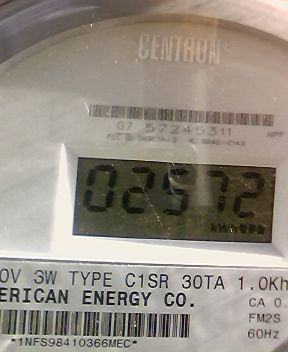 CENTRON®
07 57245311
02572
0V 3W TYPE C1SR 30TA 1.0Kh
ERICAN ENERGY CO.
CA 0.
FM2S
60Hz
*1NFS98410366MEC*